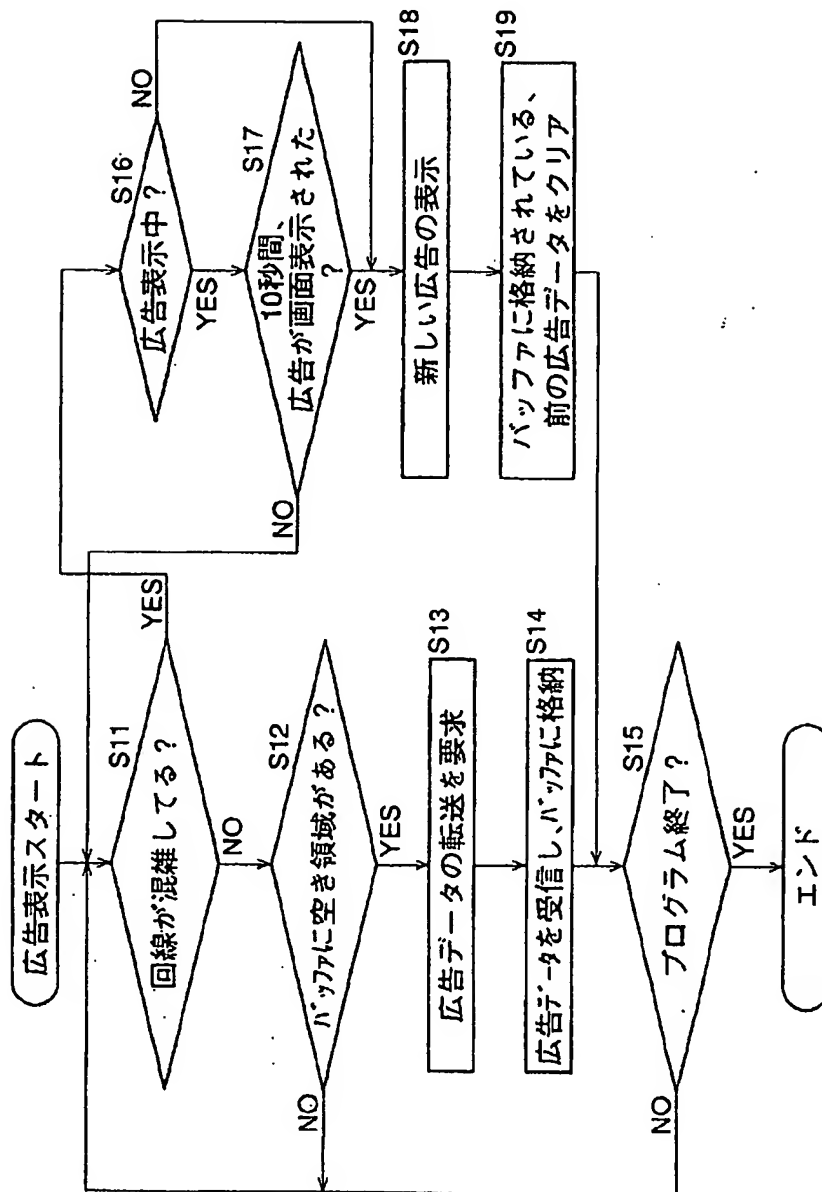 広告表示スタート
S11
回線が混雑してる?
YES
NO
S12
バッファに空き領域がある?
NO
YES
S13
広告データの転送を要求
S14
広告データを受信し、バッファに格納
S15
プログラム終了?
NO
YES
エンド
S16
広告表示中?
NO
YES
S17
10秒間、
広告が画面表示された
?
NO
YES
S18
新しい広告の表示
S19
バッファに格納されている、
前の広告データをクリア